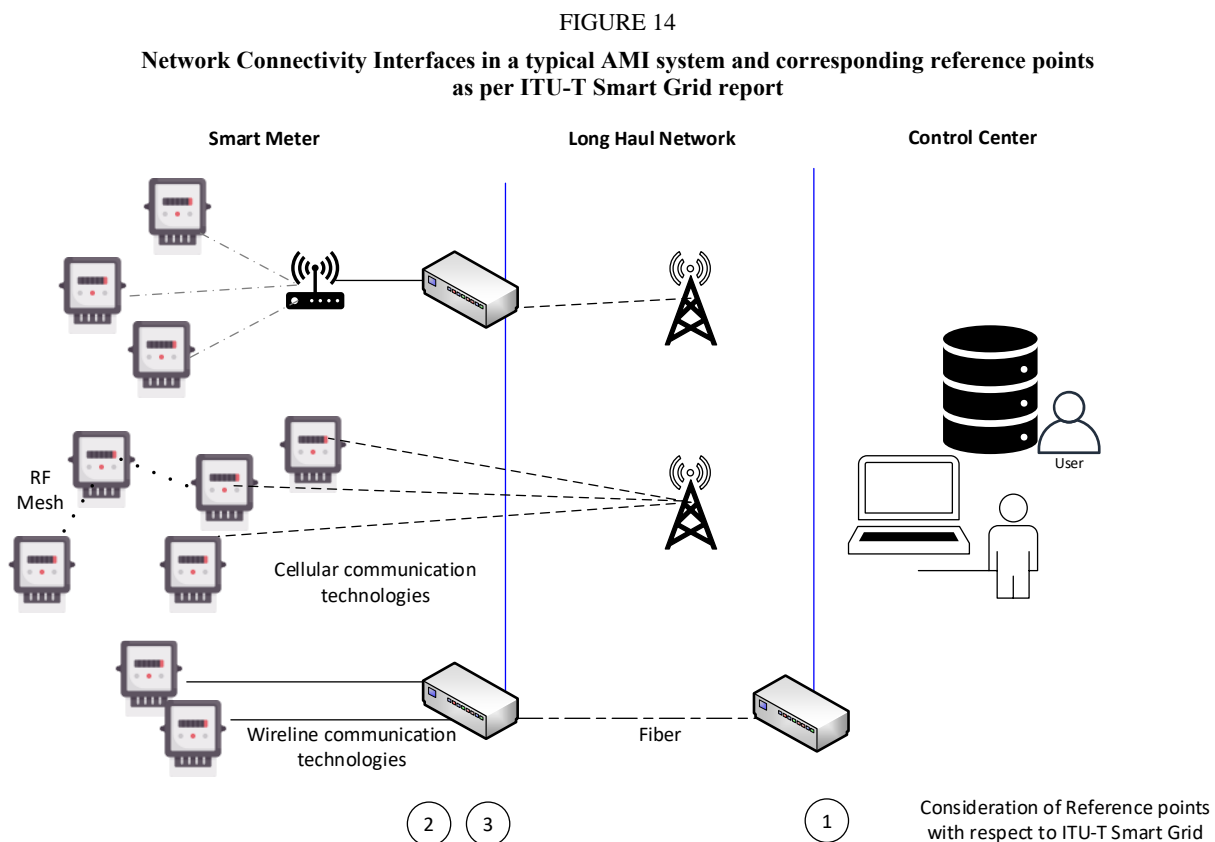 FIGURE 14
Network Connectivity Interfaces in a typical AMI system and corresponding reference points
as per ITU-T Smart Grid report
Smart Meter
Long Haul Network
Control Center
User
RF
Mesh
Cellular communication
technologies
Wireline communication
technologies
Fiber
2
3
1
Consideration of Reference points
with respect to ITU-T Smart Grid